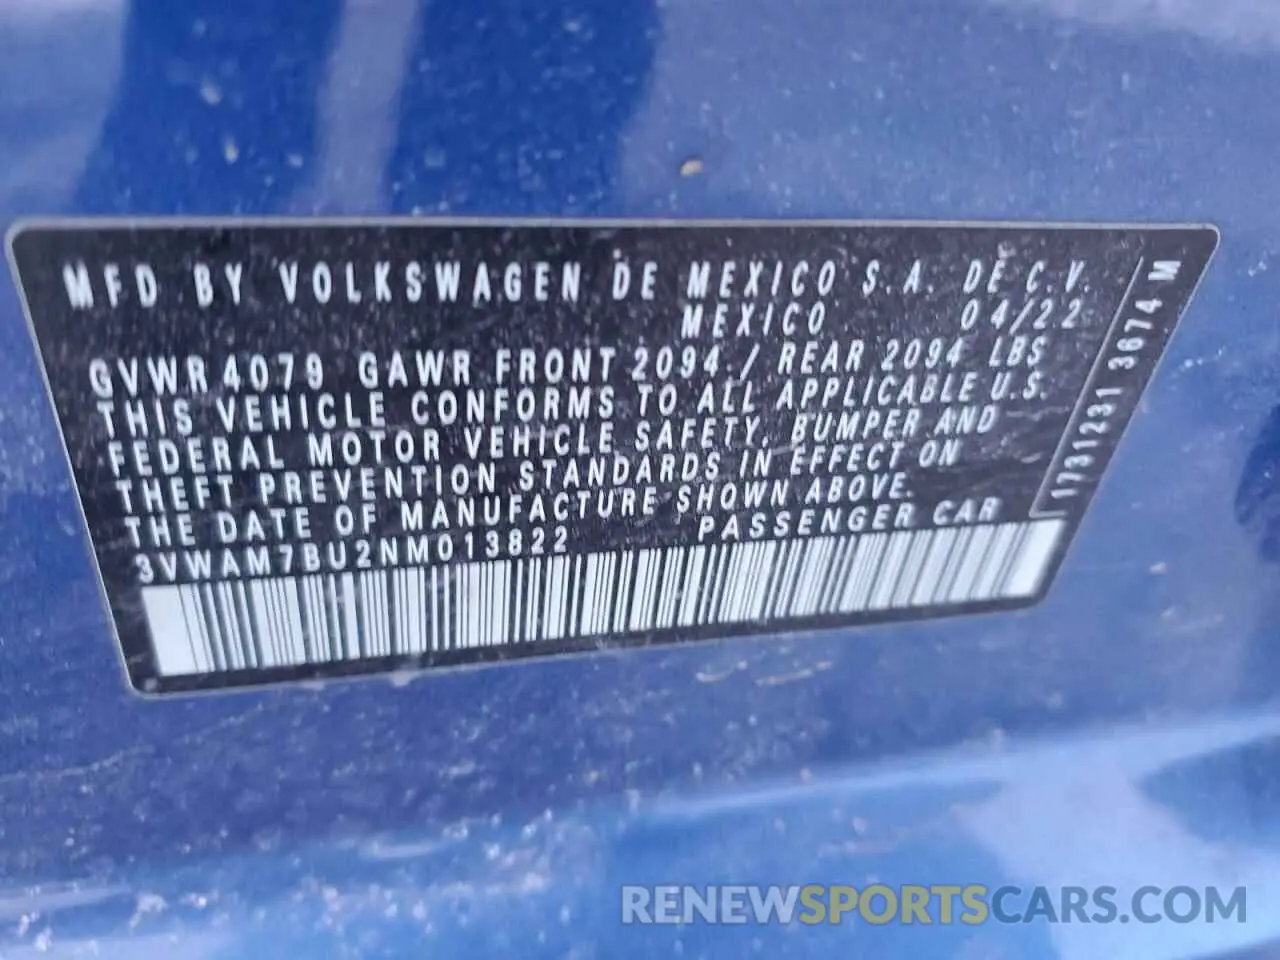 MFD BY VOLKSWAGEN DE MEXICO S.A. DE C.V.
MEXICO 04/22
GVWR 4079 GAWR FRONT 2094 / REAR 2094 LBS
THIS VEHICLE CONFORMS TO ALL APPLICABLE U.S.
FEDERAL MOTOR VEHICLE SAFETY, BUMPER AND
THEFT PREVENTION STANDARDS IN EFFECT ON
THE DATE OF MANUFACTURE SHOWN ABOVE.
3VWAM7BU2NM013822 PASSENGER CAR
1731231 3674 M
RENEWSPORTSCARS.COM